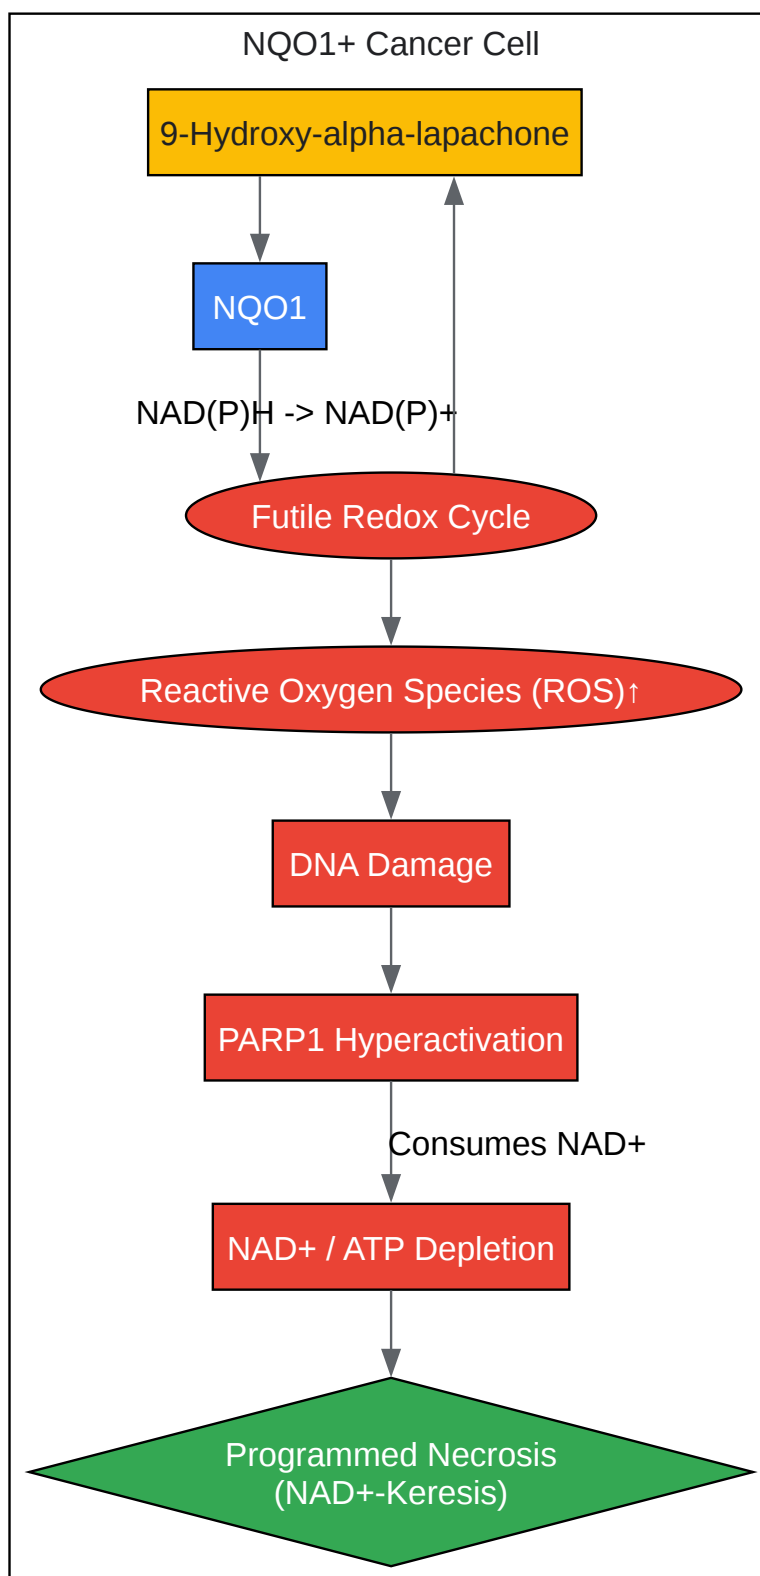 NQO1+ Cancer Cell
9-Hydroxy-alpha-lapachone
NQO1
NAD(P)H -> NAD(P)+
Futile Redox Cycle
Reactive Oxygen Species (ROS)↑
DNA Damage
PARP1 Hyperactivation
Consumes NAD+
NAD+ / ATP Depletion
Programmed Necrosis
(NAD+-Keresis)